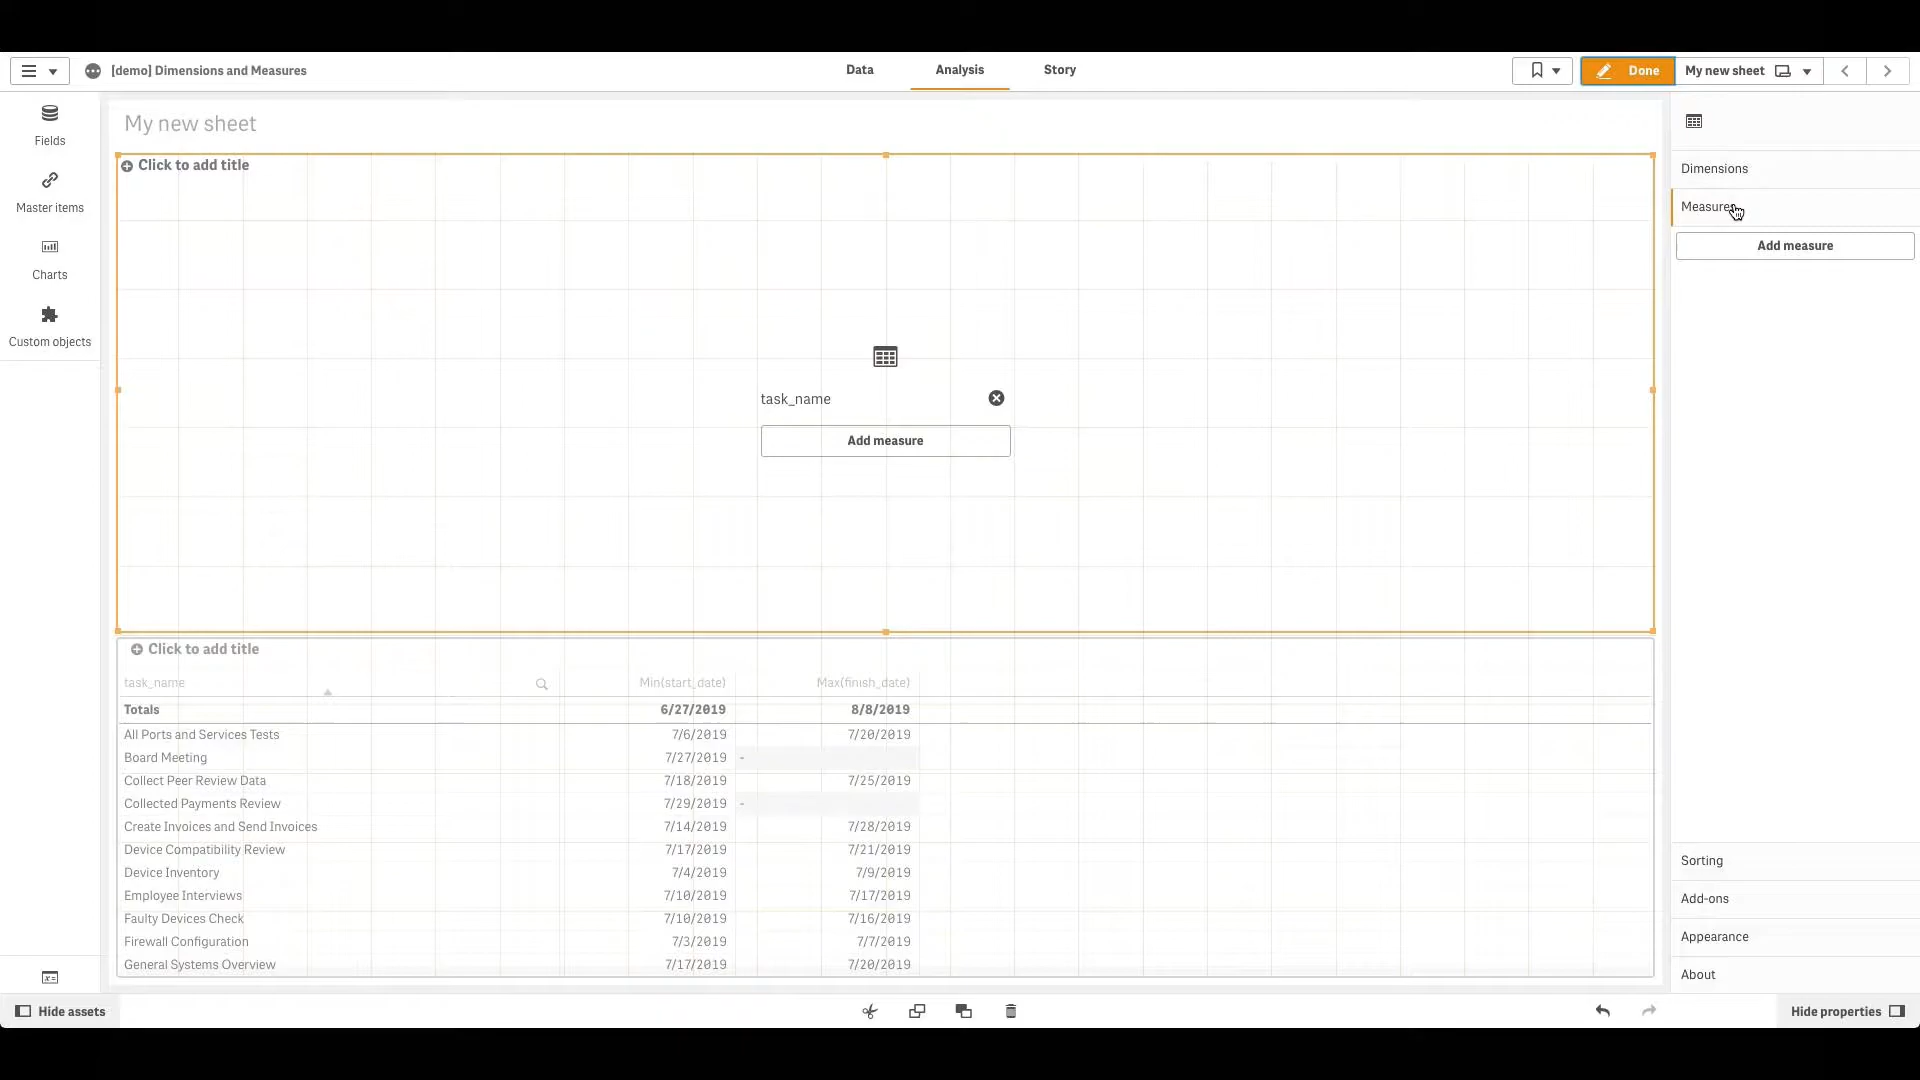 [demo] Dimensions and Measures
Data
Analysis
Story
Done
My new sheet
Fields
Master items
Charts
Custom objects
My new sheet
Click to add title
task_name
Add measure
Dimensions
Measures
Add measure
Click to add title
task_name Min(start_date) Max(finish_date)
Totals 6/27/2019 8/8/2019
All Ports and Services Tests 7/6/2019 7/20/2019
Board Meeting 7/27/2019 -
Collect Peer Review Data 7/18/2019 7/25/2019
Collected Payments Review 7/29/2019 -
Create Invoices and Send Invoices 7/14/2019 7/28/2019
Device Compatibility Review 7/17/2019 7/21/2019
Device Inventory 7/4/2019 7/9/2019
Employee Interviews 7/10/2019 7/17/2019
Faulty Devices Check 7/10/2019 7/16/2019
Firewall Configuration 7/3/2019 7/7/2019
General Systems Overview 7/17/2019 7/20/2019
Sorting
Add-ons
Appearance
About
Hide assets
Hide properties